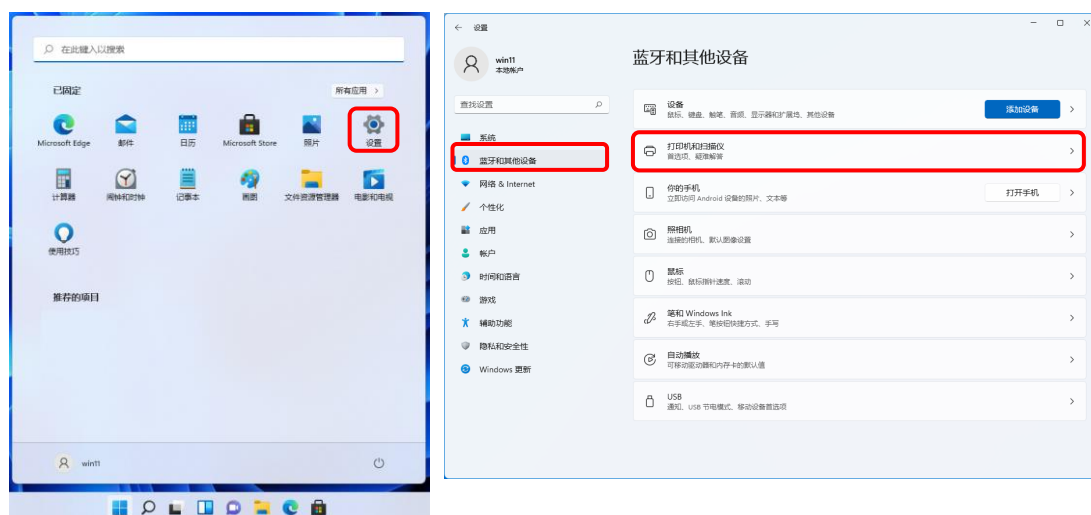 在此键入以搜索
已固定
所有应用 >
Microsoft Edge
邮件
日历
Microsoft Store
照片
设置
计算器
闹钟和时钟
记事本
画图
文件资源管理器
电影和电视
使用技巧
推荐的项目
win11
设置
win11
本地帐户
查找设置
系统
蓝牙和其他设备
网络 & Internet
个性化
应用
帐户
时间和语言
游戏
辅助功能
隐私和安全性
Windows 更新
蓝牙和其他设备
设备
鼠标、键盘、触笔、音频、显示器和扩展坞、其他设备
添加设备
打印机和扫描仪
首选项、疑难解答
你的手机
立即访问 Android 设备的照片、文本等
打开手机
照相机
连接的相机、默认图像设置
鼠标
按钮、鼠标指针速度、滚动
笔和 Windows Ink
右手或左手、笔按钮快捷方式、手写
自动播放
可移动驱动器和内存卡的默认值
USB
通知、USB 节电模式、移动设备首选项